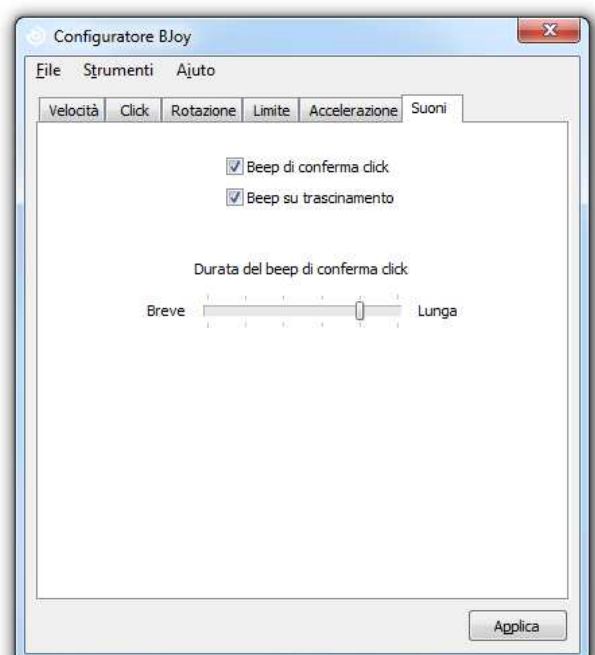 Configuratore BJoy
File Strumenti Ajuto
Velocità Click Rotazione Limite Accelerazione Suoni
Beep di conferma click
Beep su trascinamento
Durata del beep di conferma click
Breve Lunga
Applica